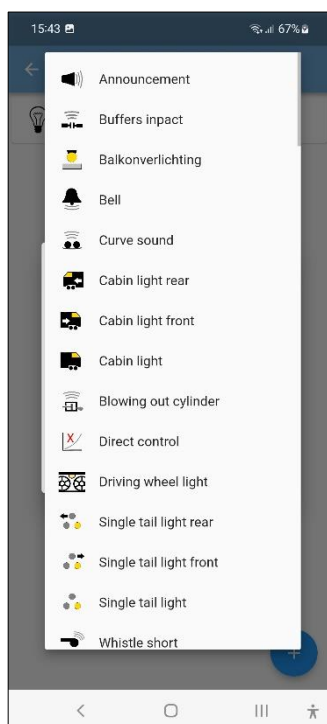 15:43
67%
Announcement
Buffers inpact
Balkonverlichting
Bell
Curve sound
Cabin light rear
Cabin light front
Cabin light
Blowing out cylinder
Direct control
Driving wheel light
Single tail light rear
Single tail light front
Single tail light
Whistle short